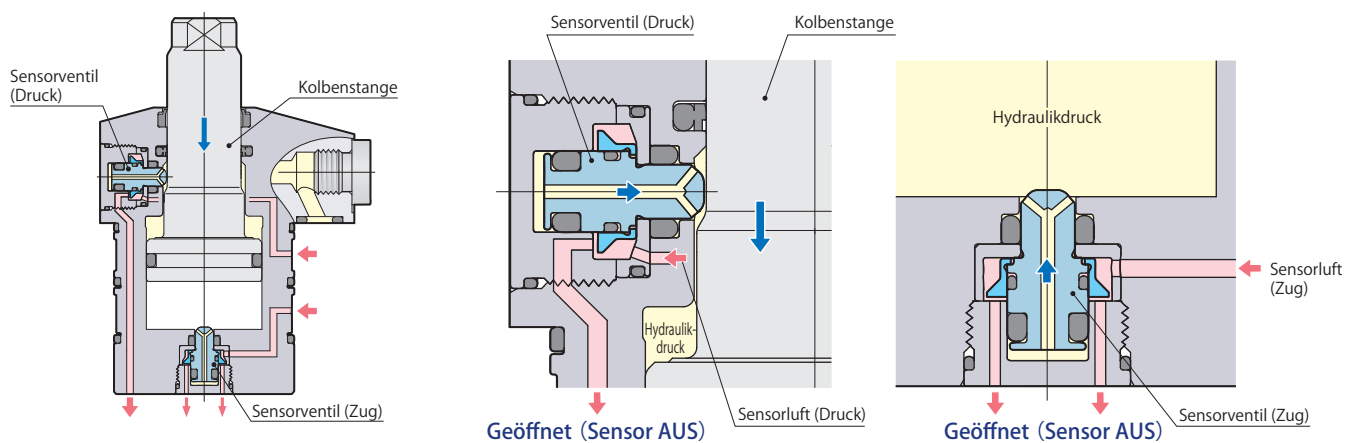 Sensorventil
(Druck)
Kolbenstange
Sensorventil (Zug)
Sensorventil (Druck)
Kolbenstange
Hydraulik-
druck
Sensorluft (Druck)
Geöffnet (Sensor AUS)
Hydraulikdruck
Sensorluft
(Zug)
Sensorventil (Zug)
Geöffnet (Sensor AUS)